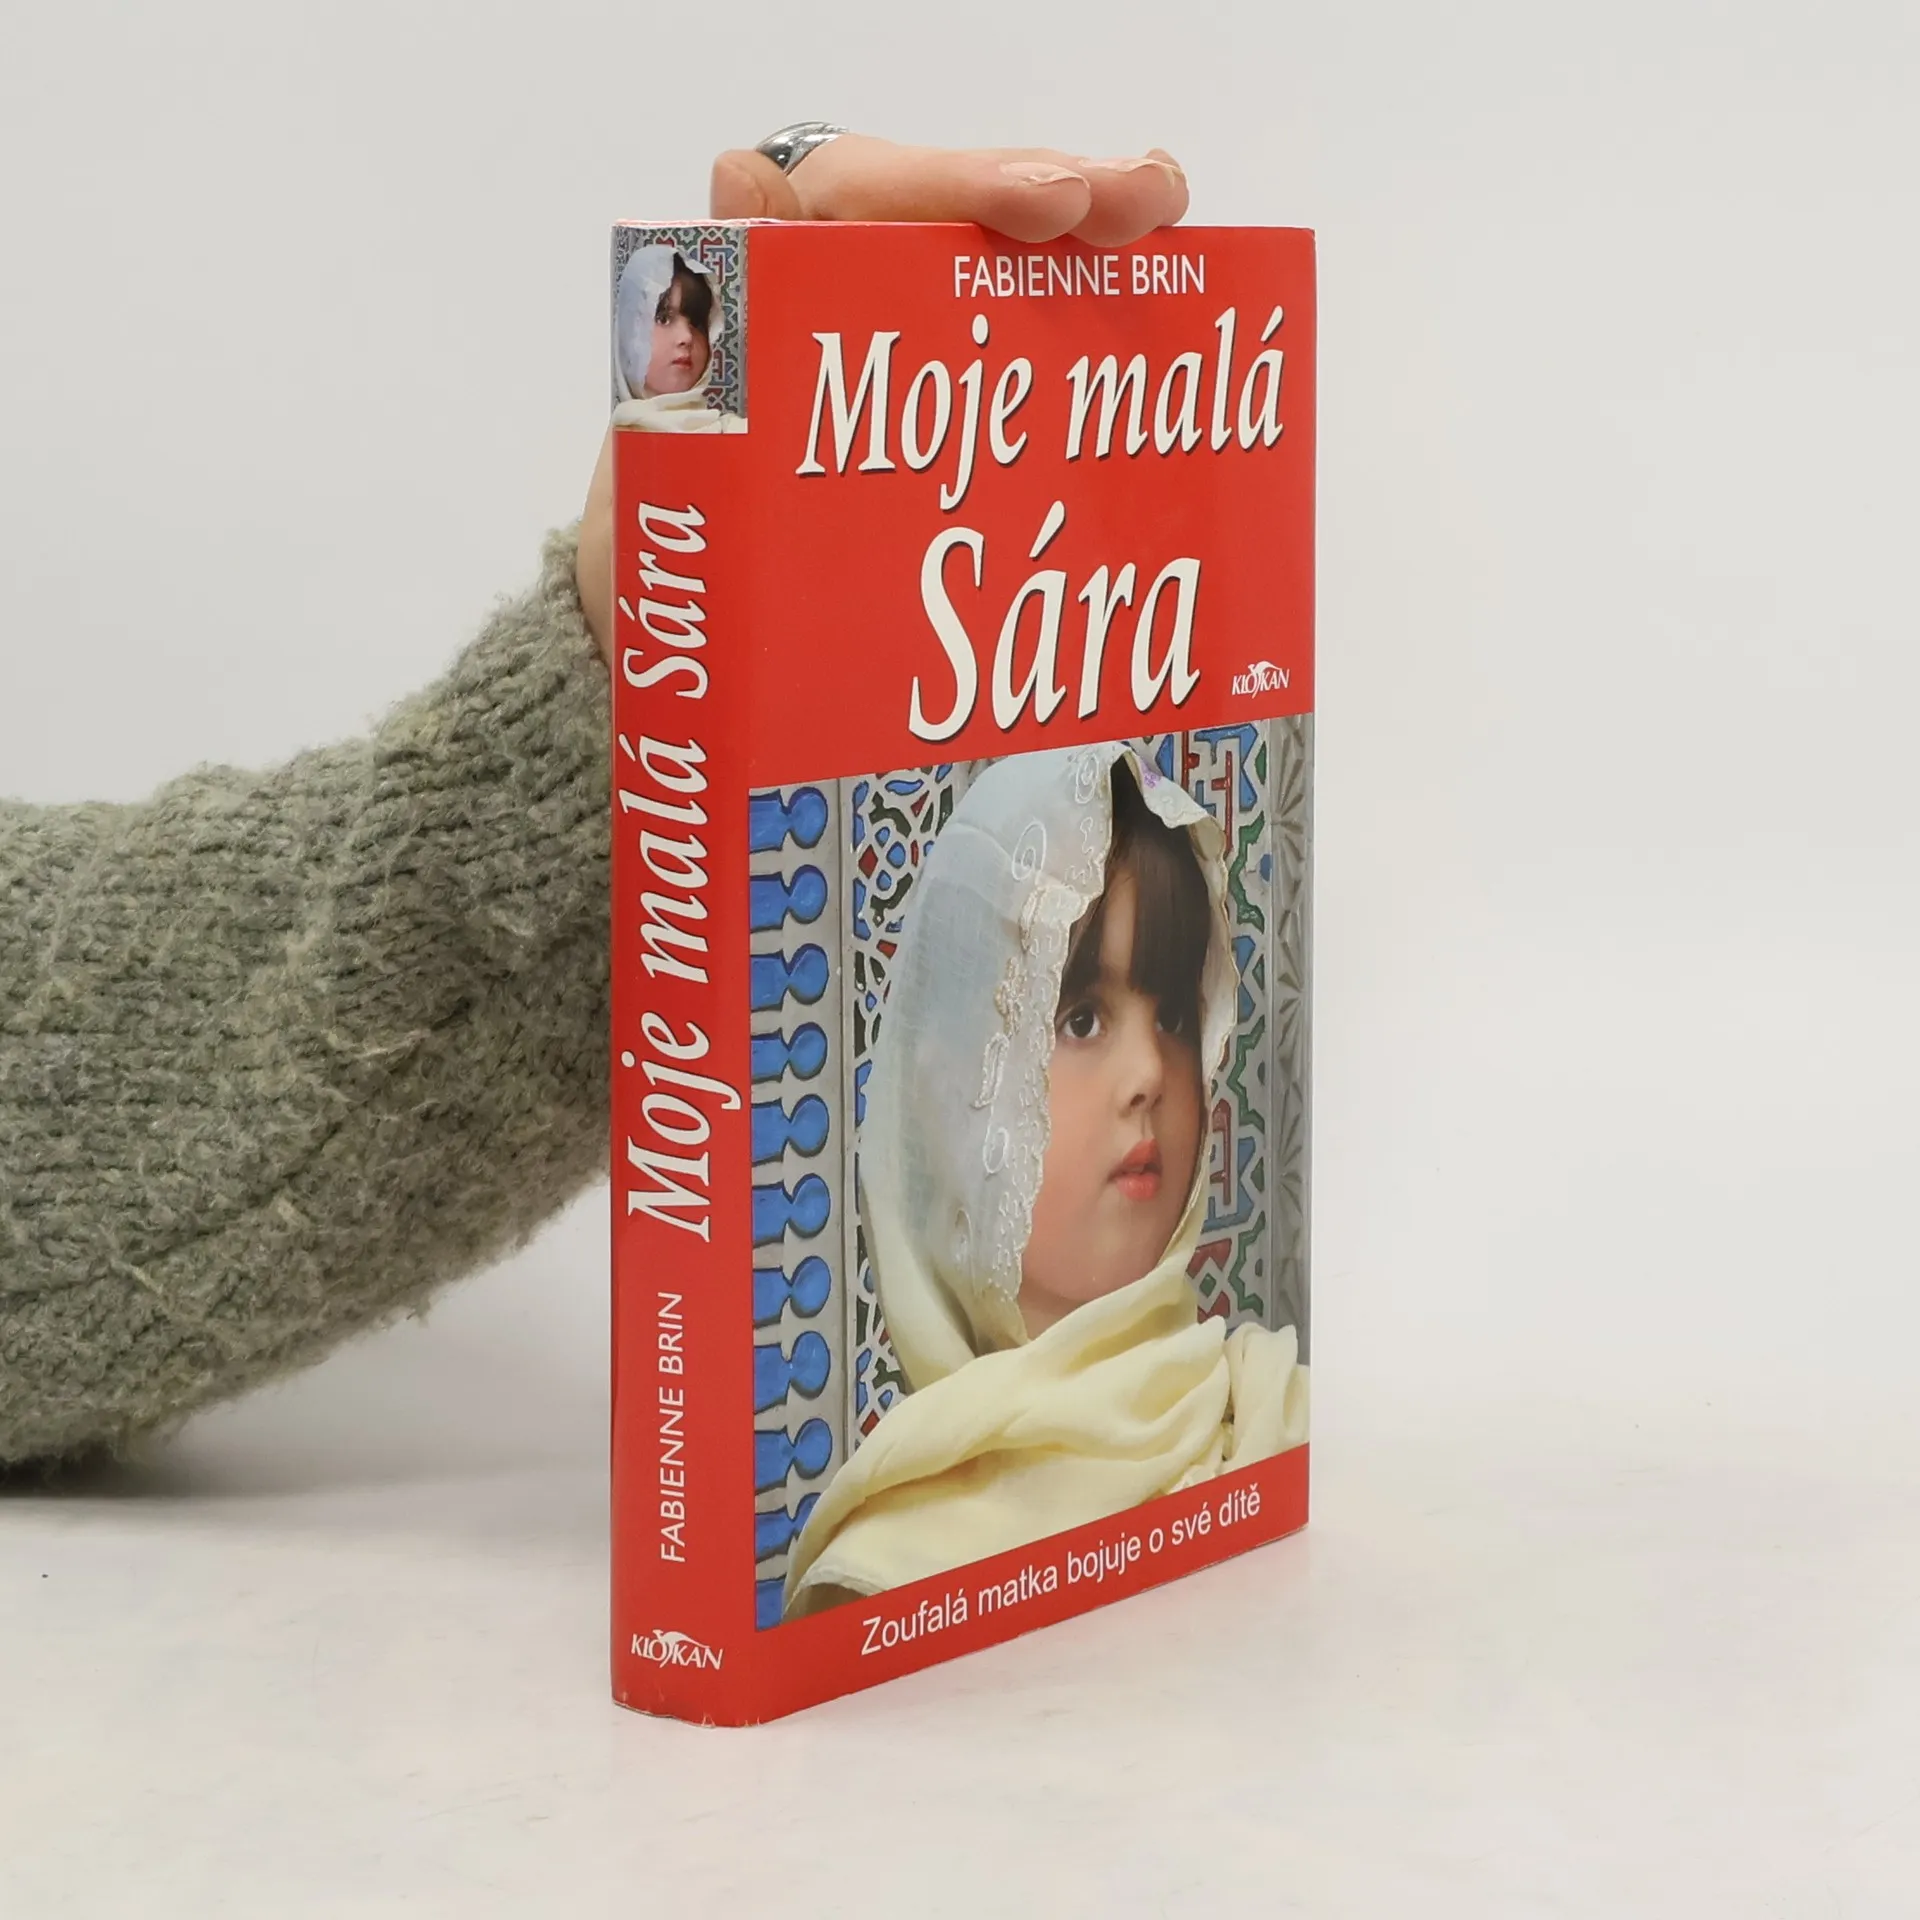 FABIENNE BRIN
Moje malá
Sára
KLOKAN
Zoufalá matka bojuje o své dítě
Moje malá Sára
FABIENNE BRIN
KLOKAN